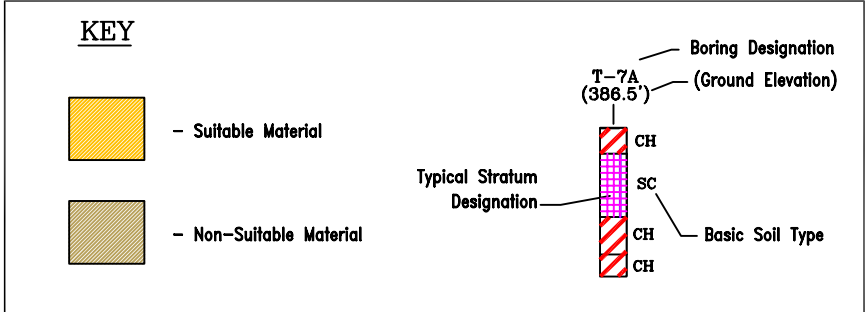 KEY
- Suitable Material
- Non-Suitable Material
Boring Designation
T-7A
(386.5')
(Ground Elevation)
CH
Typical Stratum
Designation
SC
CH
Basic Soil Type
CH